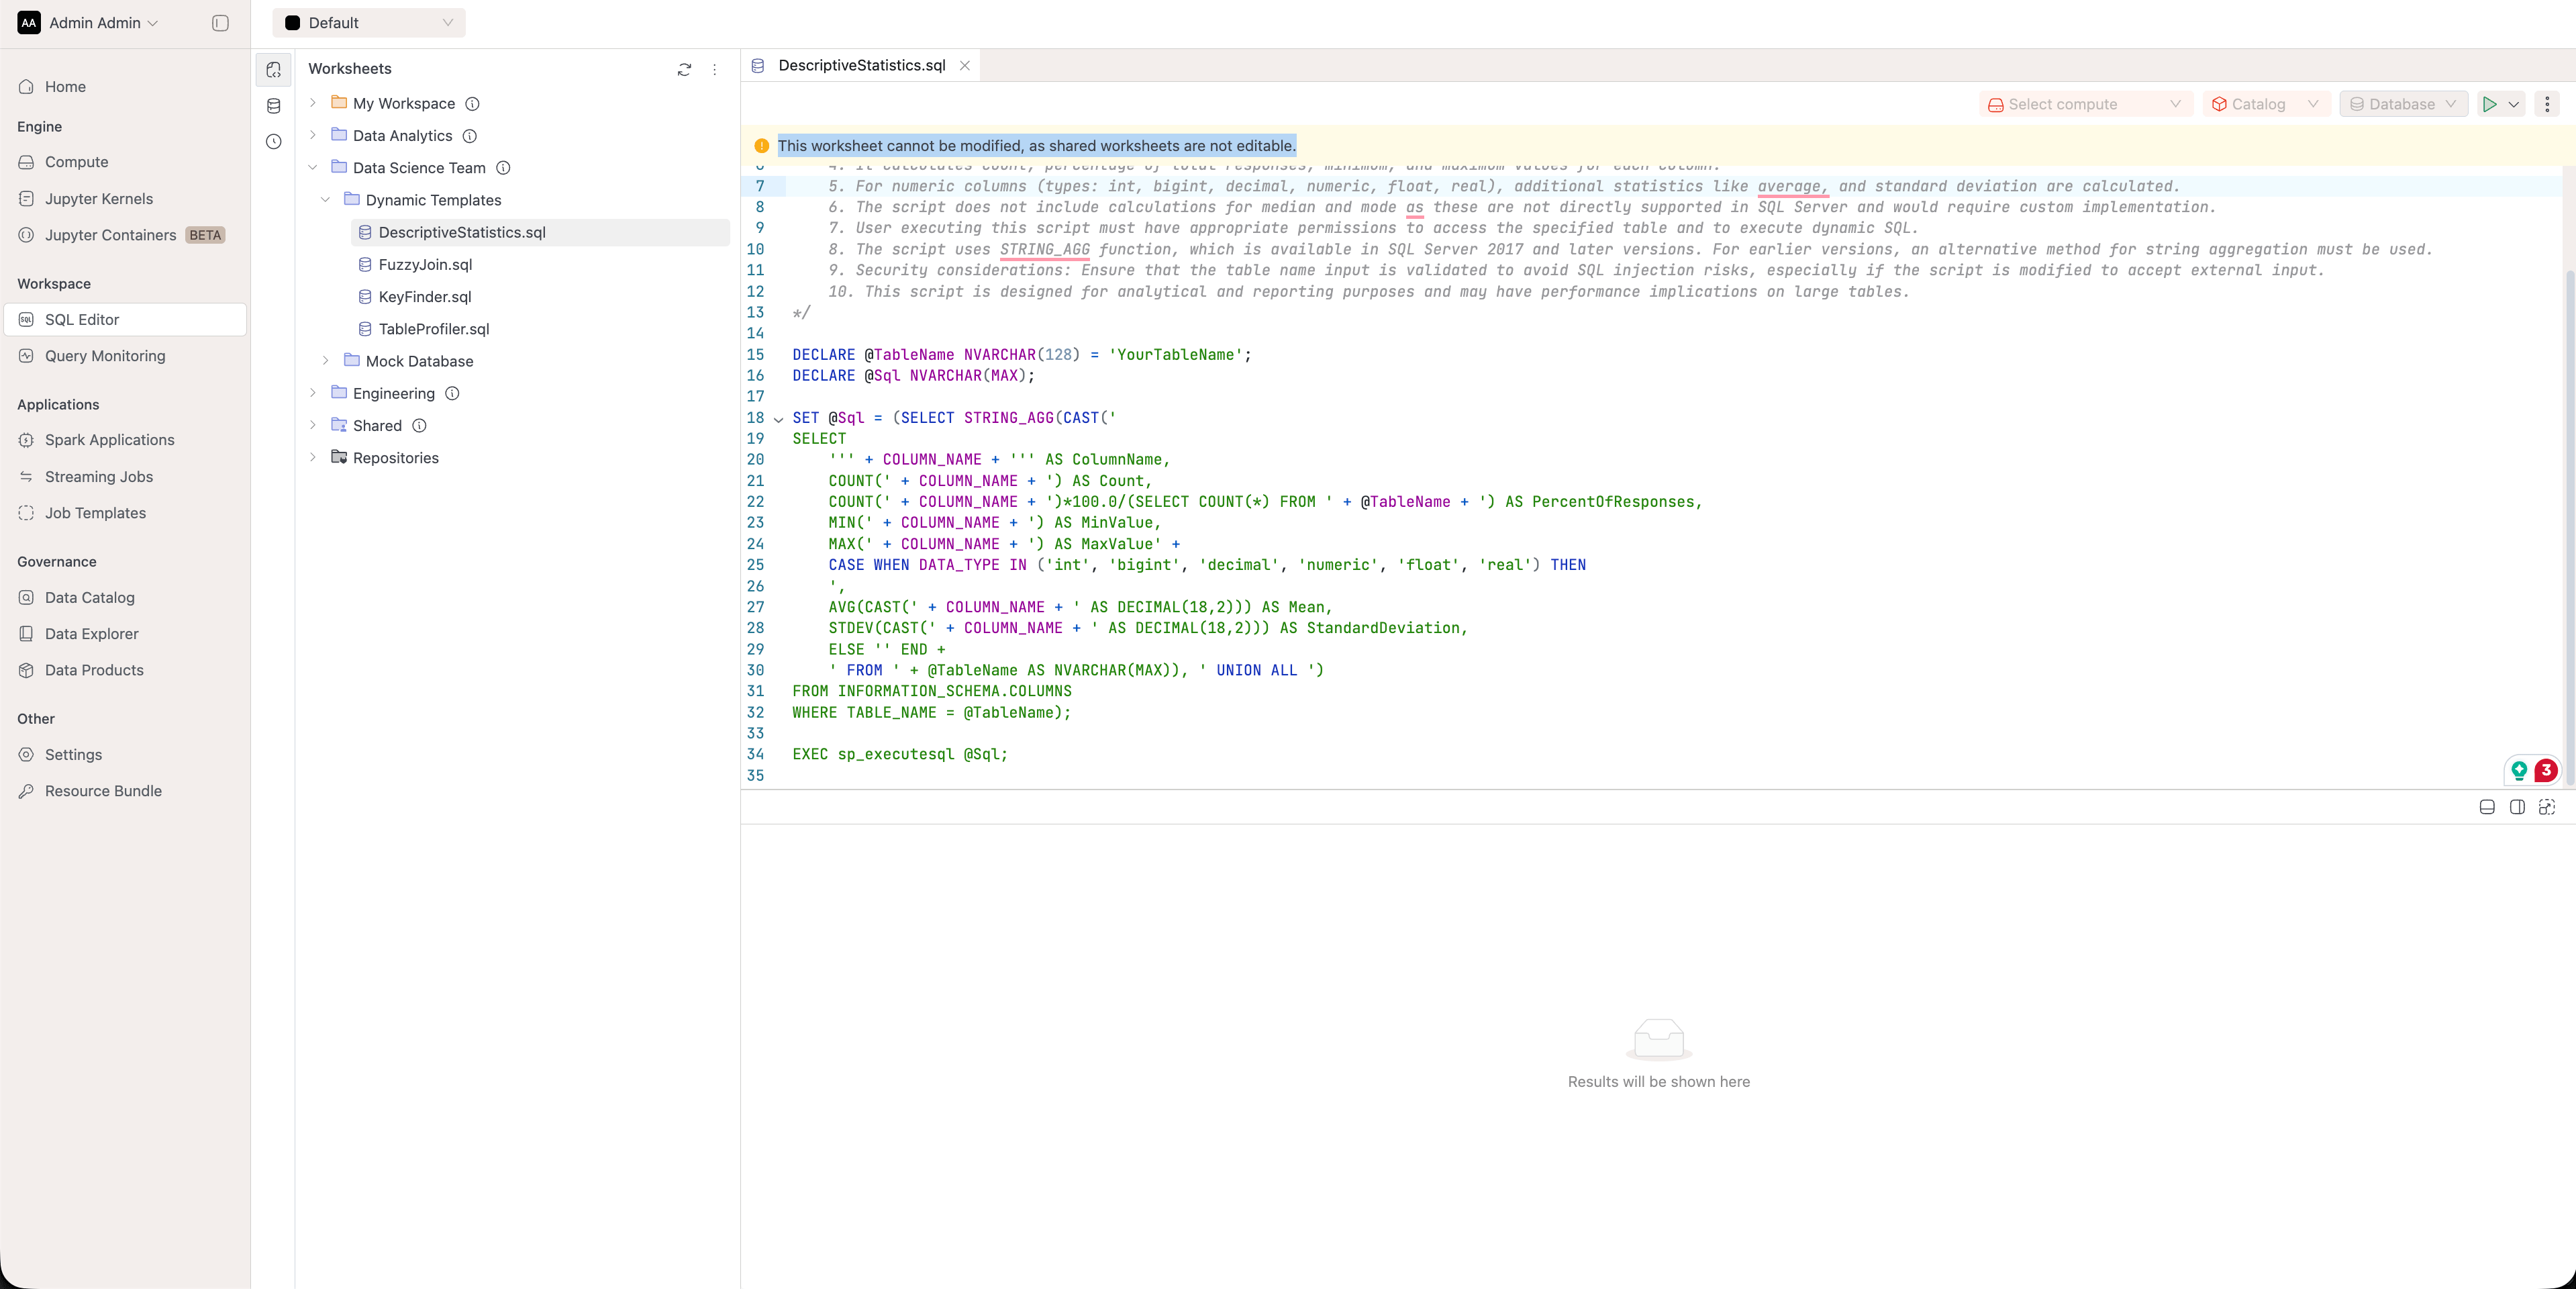 AA Admin Admin
Default
Home
Engine
Compute
Jupyter Kernels
Jupyter Containers BETA
Workspace
SQL Editor
Query Monitoring
Applications
Spark Applications
Streaming Jobs
Job Templates
Governance
Data Catalog
Data Explorer
Data Products
Other
Settings
Resource Bundle
Worksheets
My Workspace
Data Analytics
Data Science Team
Dynamic Templates
DescriptiveStatistics.sql
FuzzyJoin.sql
KeyFinder.sql
TableProfiler.sql
Mock Database
Engineering
Shared
Repositories
DescriptiveStatistics.sql
Select compute Catalog Database
This worksheet cannot be modified, as shared worksheets are not editable.
6 4. It calculates count, percentage of total responses, minimum, and maximum values for each column.
7 5. For numeric columns (types: int, bigint, decimal, numeric, float, real), additional statistics like average, and standard deviation are calculated.
8 6. The script does not include calculations for median and mode as these are not directly supported in SQL Server and would require custom implementation.
9 7. User executing this script must have appropriate permissions to access the specified table and to execute dynamic SQL.
10 8. The script uses STRING_AGG function, which is available in SQL Server 2017 and later versions. For earlier versions, an alternative method for string aggregation must be used.
11 9. Security considerations: Ensure that the table name input is validated to avoid SQL injection risks, especially if the script is modified to accept external input.
12 10. This script is designed for analytical and reporting purposes and may have performance implications on large tables.
13 */
14
15 DECLARE @TableName NVARCHAR(128) = 'YourTableName';
16 DECLARE @Sql NVARCHAR(MAX);
17
18 SET @Sql = (SELECT STRING_AGG(CAST('
19 SELECT
20 ''' + COLUMN_NAME + ''' AS ColumnName,
21 COUNT(' + COLUMN_NAME + ') AS Count,
22 COUNT(' + COLUMN_NAME + ')*100.0/(SELECT COUNT(*) FROM ' + @TableName + ') AS PercentOfResponses,
23 MIN(' + COLUMN_NAME + ') AS MinValue,
24 MAX(' + COLUMN_NAME + ') AS MaxValue' +
25 CASE WHEN DATA_TYPE IN ('int', 'bigint', 'decimal', 'numeric', 'float', 'real') THEN
26 ',
27 AVG(CAST(' + COLUMN_NAME + ' AS DECIMAL(18,2))) AS Mean,
28 STDEV(CAST(' + COLUMN_NAME + ' AS DECIMAL(18,2))) AS StandardDeviation,
29 ELSE '' END +
30 ' FROM ' + @TableName AS NVARCHAR(MAX)), ' UNION ALL ')
31 FROM INFORMATION_SCHEMA.COLUMNS
32 WHERE TABLE_NAME = @TableName);
33
34 EXEC sp_executesql @Sql;
35
3
Results will be shown here